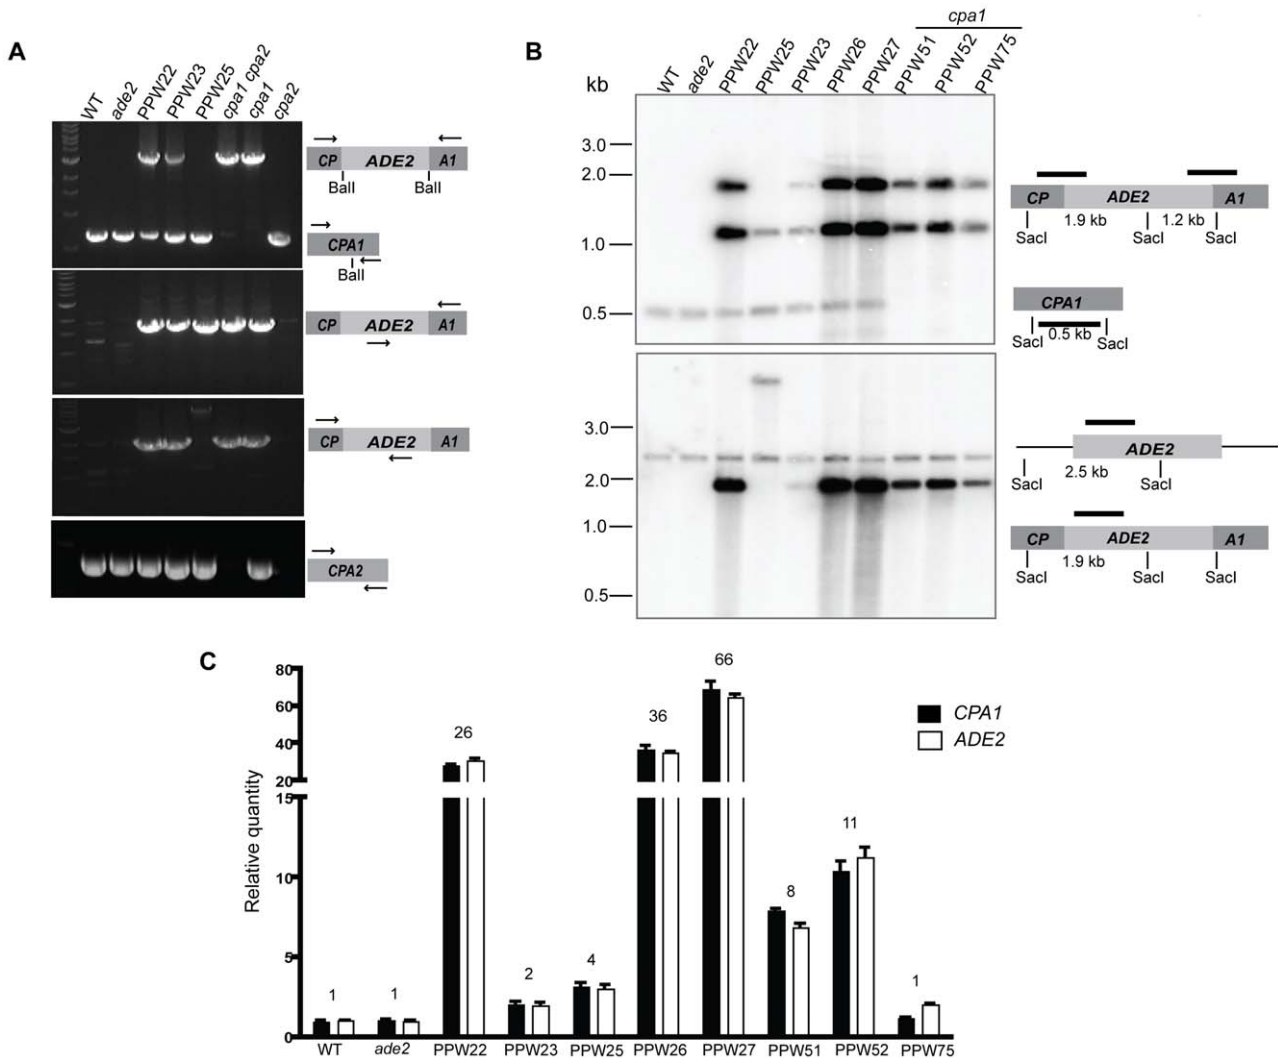 A
WT
ade2
PPW22
PPW23
PPW25
cpa1 cpa2
cpa1
cpa2
CP ADE2 A1
BalI BalI
CPA1
BalI
CP ADE2 A1
CP ADE2 A1
CPA2
B
cpa1
WT
ade2
PPW22
PPW25
PPW23
PPW26
PPW27
PPW51
PPW52
PPW75
kb
3.0
2.0
1.0
0.5
CP ADE2 A1
1.9 kb 1.2 kb
SacI SacI SacI
CPA1
SacI 0.5 kb SacI
3.0
2.0
1.0
0.5
ADE2
2.5 kb
SacI SacI
CP ADE2 A1
1.9 kb
SacI SacI SacI
C
Relative quantity
80
60
40
20
15
10
5
0
1
1
26
2
4
36
66
8
11
1
CPA1
ADE2
WT ade2 PPW22 PPW23 PPW25 PPW26 PPW27 PPW51 PPW52 PPW75